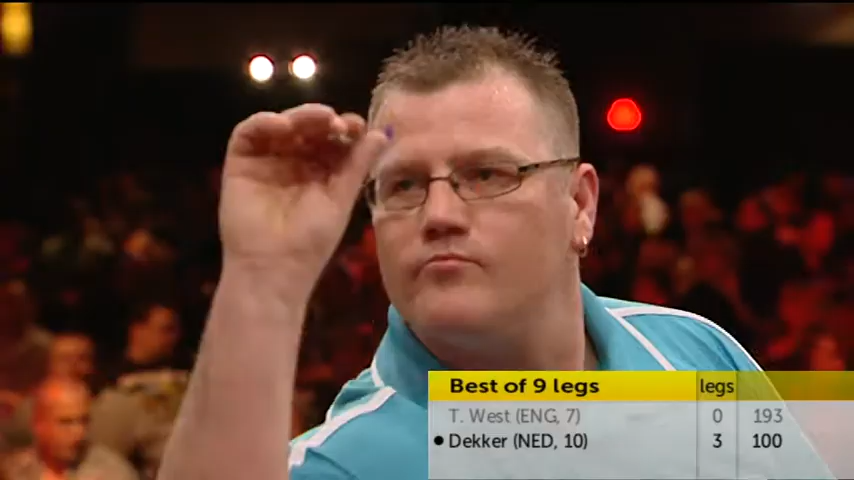 Best of 9 legs legs
T. West (ENG, 7) 0 193
Dekker (NED, 10) 3 100